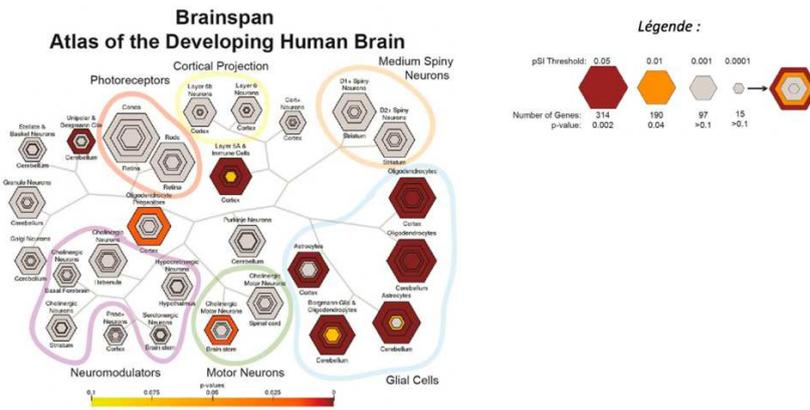 Brainspan
Atlas of the Developing Human Brain
Légende :
pSI Threshold: 0.05 0.01 0.001 0.0001
Number of Genes: 314 190 97 15
p-value: 0.002 0.04 >0.1 >0.1
Photoreceptors
Cortical Projection
Medium Spiny
Neurons
Stellate &
Basket Neurons
Cerebellum
Unipolar &
Cerebellum
Cones
Retina
Rods
Retina
Layer 6b
Neurons
Cortex
Layer 6
Neurons
Cortex
Cort+
Neurons
Cortex
D1+ Spiny
Neurons
Striatum
D2+ Spiny
Neurons
Striatum
Layer 5A &
Immune Cells
Cortex
Granule Neurons
Cerebellum
Oligodendrocyte
Progenitors
Cortex
Oligodendrocytes
Cortex
Golgi Neurons
Cerebellum
Cholinergic
Neurons
Habenula
Cholinergic
Neurons
Basal Forebrain
Hypocretinergic
Neurons
Hypothalamus
Purkinje Neurons
Cerebellum
Astrocytes
Cortex
Oligodendrocytes
Cerebellum
Cholinergic
Neurons
Striatum
Pnoc+
Neurons
Cortex
Serotonergic
Neurons
Brain stem
Cholinergic
Motor Neurons
Brain stem
Cholinergic
Motor Neurons
Spinal cord
Bergmann Glia &
Oligodendrocytes
Cerebellum
Astrocytes
Cerebellum
Neuromodulators
Motor Neurons
Glial Cells
p-values
0.1 0.075 0.05 0.025 0